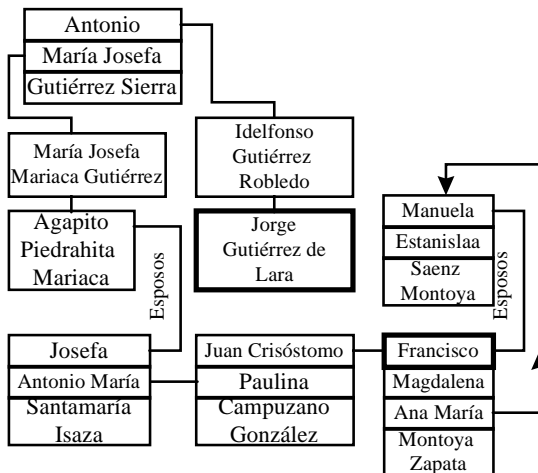 Antonio
María Josefa
Gutiérrez Sierra
María Josefa
Mariaca Gutiérrez
Idelfonso
Gutiérrez
Robledo
Agapito
Piedrahita
Mariaca
Jorge
Gutiérrez de
Lara
Manuela
Estanislaa
Saenz
Montoya
Esposos
Esposos
Josefa
Antonio María
Santamaría
Isaza
Juan Crisóstomo
Paulina
Campuzano
González
Francisco
Magdalena
Ana María
Montoya
Zapata